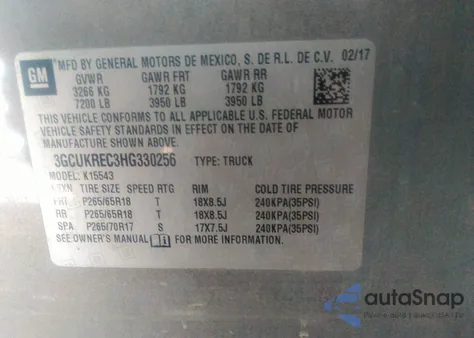 GM
MFD BY GENERAL MOTORS DE MEXICO, S. DE R.L. DE C.V. 02/17
GVWR GAWR FRT GAWR RR
3266 KG 1792 KG 1792 KG
7200 LB 3950 LB 3950 LB
THIS VEHICLE CONFORMS TO ALL APPLICABLE U.S. FEDERAL MOTOR
VEHICLE SAFETY STANDARDS IN EFFECT ON THE DATE OF
MANUFACTURE SHOWN ABOVE.
3GCUKREC3HG330256 TYPE: TRUCK
MODEL: K15543
TIRE SIZE SPEED RTG RIM COLD TIRE PRESSURE
FRT P265/65R18 T 18X8.5J 240KPA(35PSI)
RR P265/65R18 T 18X8.5J 240KPA(35PSI)
SPA P265/70R17 S 17X7.5J 240KPA(35PSI)
SEE OWNER'S MANUAL FOR MORE INFORMATION
autoSnap